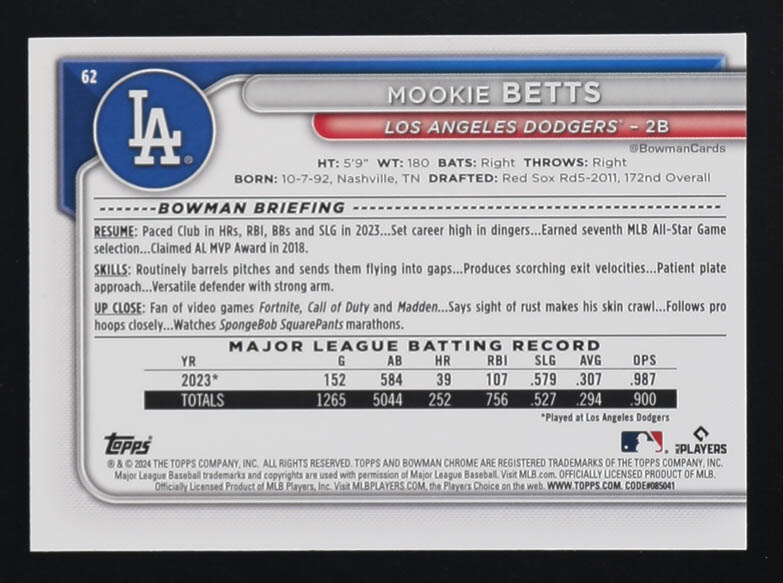 62
LA ®
MOOKIE BETTS
LOS ANGELES DODGERS™ – 2B
@BowmanCards
HT: 5'9" WT: 180 BATS: Right THROWS: Right
BORN: 10-7-92, Nashville, TN DRAFTED: Red Sox Rd5-2011, 172nd Overall
BOWMAN BRIEFING
RESUME: Paced Club in HRs, RBI, BBs and SLG in 2023...Set career high in dingers...Earned seventh MLB All-Star Game
selection...Claimed AL MVP Award in 2018.
SKILLS: Routinely barrels pitches and sends them flying into gaps...Produces scorching exit velocities...Patient plate
approach...Versatile defender with strong arm.
UP CLOSE: Fan of video games Fortnite, Call of Duty and Madden...Says sight of rust makes his skin crawl...Follows pro
hoops closely...Watches SpongeBob SquarePants marathons.
MAJOR LEAGUE BATTING RECORD
YR G AB HR RBI SLG AVG OPS
2023* 152 584 39 107 .579 .307 .987
TOTALS 1265 5044 252 756 .527 .294 .900
*Played at Los Angeles Dodgers
Topps MLB PLAYERS
® & © 2024 THE TOPPS COMPANY, INC. ALL RIGHTS RESERVED. TOPPS AND BOWMAN CHROME ARE REGISTERED TRADEMARKS OF THE TOPPS COMPANY, INC.
Major League Baseball trademarks and copyrights are used with permission of Major League Baseball. Visit MLB.com. OFFICIALLY LICENSED PRODUCT OF MLB.
Officially Licensed Product of MLB Players, Inc. Visit MLBPLAYERS.com, the Players Choice on the web. WWW.TOPPS.COM. CODE#085041